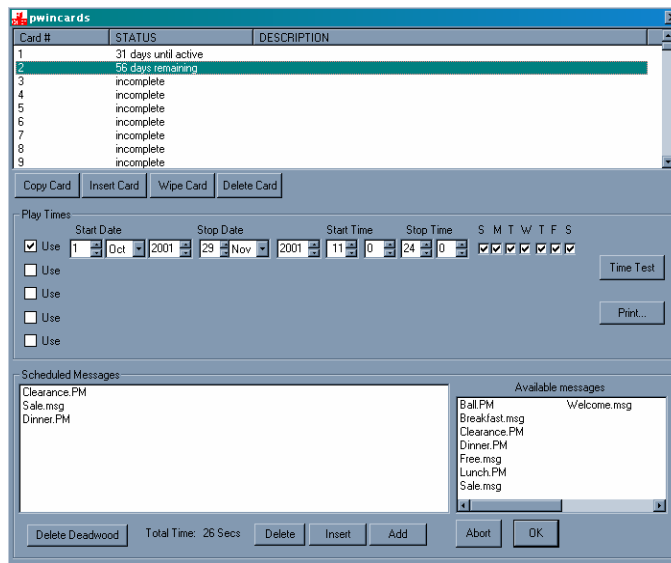 pwincards
Card # STATUS DESCRIPTION
1 31 days until active
2 56 days remaining
3 incomplete
4 incomplete
5 incomplete
6 incomplete
7 incomplete
8 incomplete
9 incomplete
Copy Card Insert Card Wipe Card Delete Card
Play Times
Start Date Stop Date Start Time Stop Time S M T W T F S
Use 1 Oct 2001 29 Nov 2001 11 0 24 0
Use
Use
Use
Use
Time Test
Print...
Scheduled Messages
Clearance.PM
Sale.msg
Dinner.PM
Available messages
Ball.PM Welcome.msg
Breakfast.msg
Clearance.PM
Dinner.PM
Free.msg
Lunch.PM
Sale.msg
Delete Deadwood Total Time: 26 Secs Delete Insert Add Abort OK